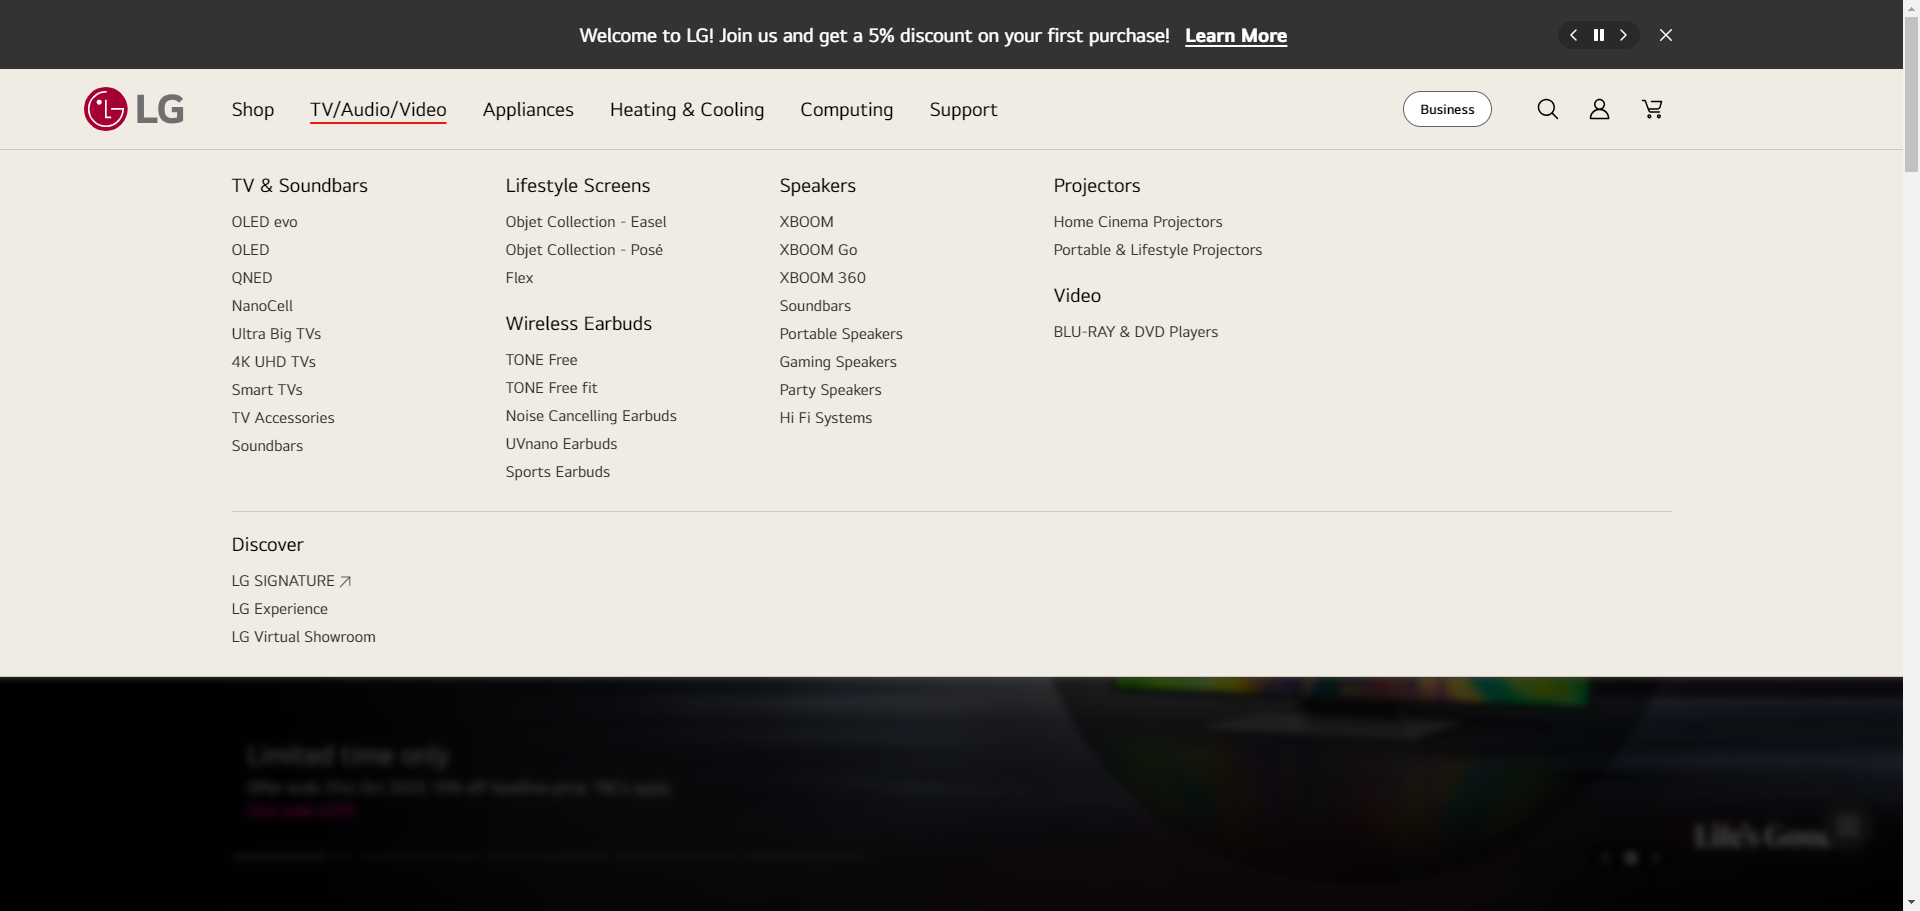 Welcome to LG! Join us and get a 5% discount on your first purchase! Learn More
LG
Shop
TV/Audio/Video
Appliances
Heating & Cooling
Computing
Support
Business
TV & Soundbars
OLED evo
OLED
QNED
NanoCell
Ultra Big TVs
4K UHD TVs
Smart TVs
TV Accessories
Soundbars
Lifestyle Screens
Objet Collection - Easel
Objet Collection - Posé
Flex
Wireless Earbuds
TONE Free
TONE Free fit
Noise Cancelling Earbuds
UVnano Earbuds
Sports Earbuds
Speakers
XBOOM
XBOOM Go
XBOOM 360
Soundbars
Portable Speakers
Gaming Speakers
Party Speakers
Hi Fi Systems
Projectors
Home Cinema Projectors
Portable & Lifestyle Projectors
Video
BLU-RAY & DVD Players
Discover
LG SIGNATURE
LG Experience
LG Virtual Showroom
Limited time only
Life's Good